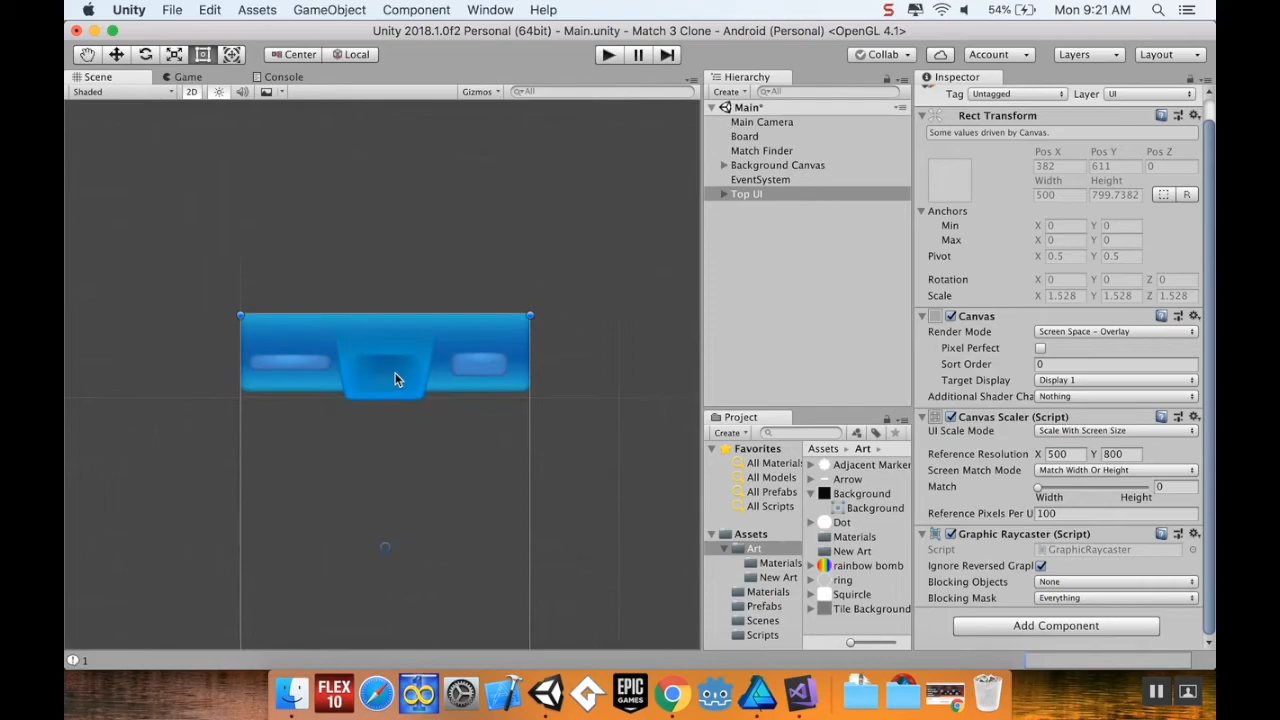 Unity File Edit Assets GameObject Component Window Help S 54% Mon 9:21 AM
Unity 2018.1.0f2 Personal (64bit) - Main.unity - Match 3 Clone - Android (Personal) <OpenGL 4.1>
Center Local Collab Account Layers Layout
Scene Game Console Hierarchy Inspector
Shaded 2D Gizmos All Create All Tag Untagged Layer UI
Main*
Main Camera
Board
Match Finder
Background Canvas
EventSystem
Top UI
Rect Transform
Some values driven by Canvas.
Pos X Pos Y Pos Z
382 611 0
Width Height
500 799.7382 R
Anchors
Min X 0 Y 0
Max X 0 Y 0
Pivot X 0.5 Y 0.5
Rotation X 0 Y 0 Z 0
Scale X 1.528 Y 1.528 Z 1.528
Canvas
Render Mode Screen Space - Overlay
Pixel Perfect
Sort Order 0
Target Display Display 1
Additional Shader Cha Nothing
Canvas Scaler (Script)
UI Scale Mode Scale With Screen Size
Reference Resolution X 500 Y 800
Screen Match Mode Match Width Or Height
Match 0
Width Height
Reference Pixels Per U 100
Graphic Raycaster (Script)
Script GraphicRaycaster
Ignore Reversed Grapl
Blocking Objects None
Blocking Mask Everything
Add Component
Project
Create
Favorites
All Materials
All Models
All Prefabs
All Scripts
Assets
Art
Materials
New Art
Materials
Prefabs
Scenes
Scripts
Assets Art
Adjacent Marker
Arrow
Background
Background
Dot
Materials
New Art
rainbow bomb
ring
Squircle
Tile Background
1
FLEX 10
EPIC GAMES